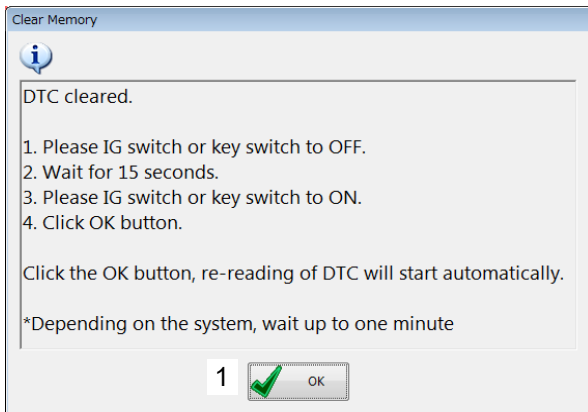 Clear Memory
DTC cleared.
1. Please IG switch or key switch to OFF.
2. Wait for 15 seconds.
3. Please IG switch or key switch to ON.
4. Click OK button.
Click the OK button, re-reading of DTC will start automatically.
*Depending on the system, wait up to one minute
1 OK